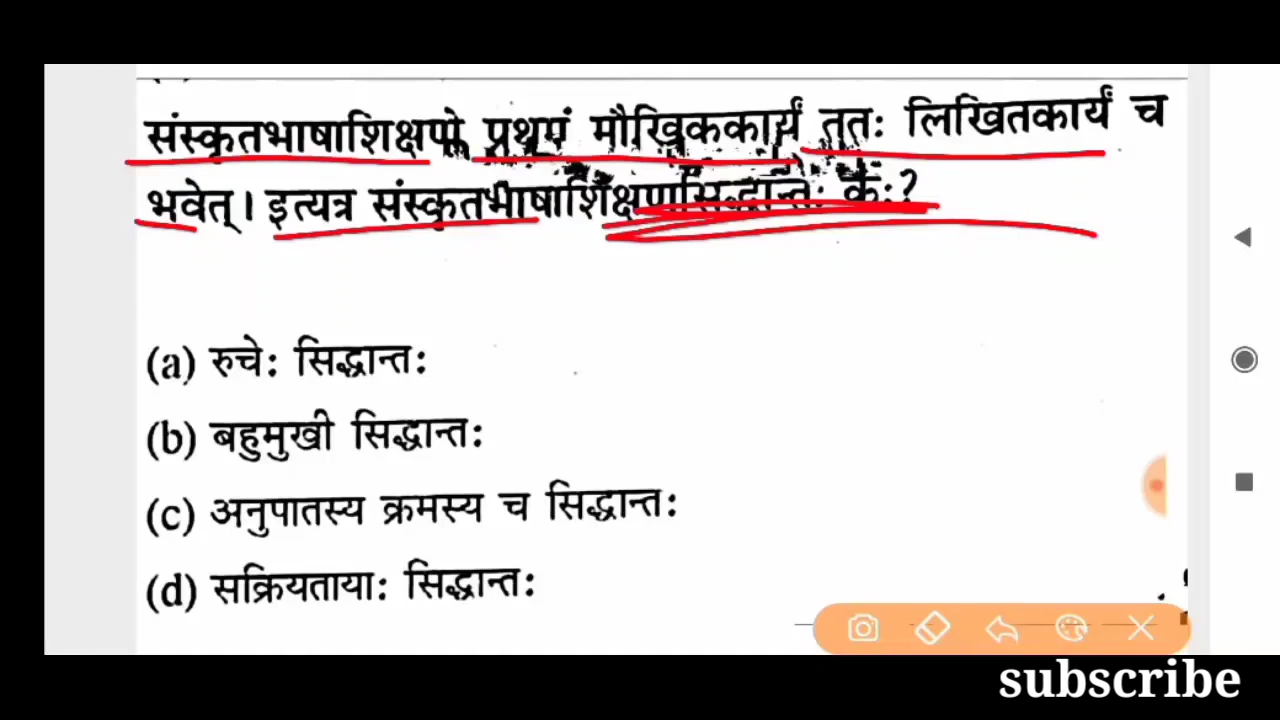 संस्कृतभाषाशिक्षणे प्रथमं मौखिककार्यं ततः लिखितकार्यं च
भवेत्। इत्यत्र संस्कृतभाषाशिक्षणसिद्धान्तः कः?
(a) रुचेः सिद्धान्तः
(b) बहुमुखी सिद्धान्तः
(c) अनुपातस्य क्रमस्य च सिद्धान्तः
(d) सक्रियतायाः सिद्धान्तः
subscribe